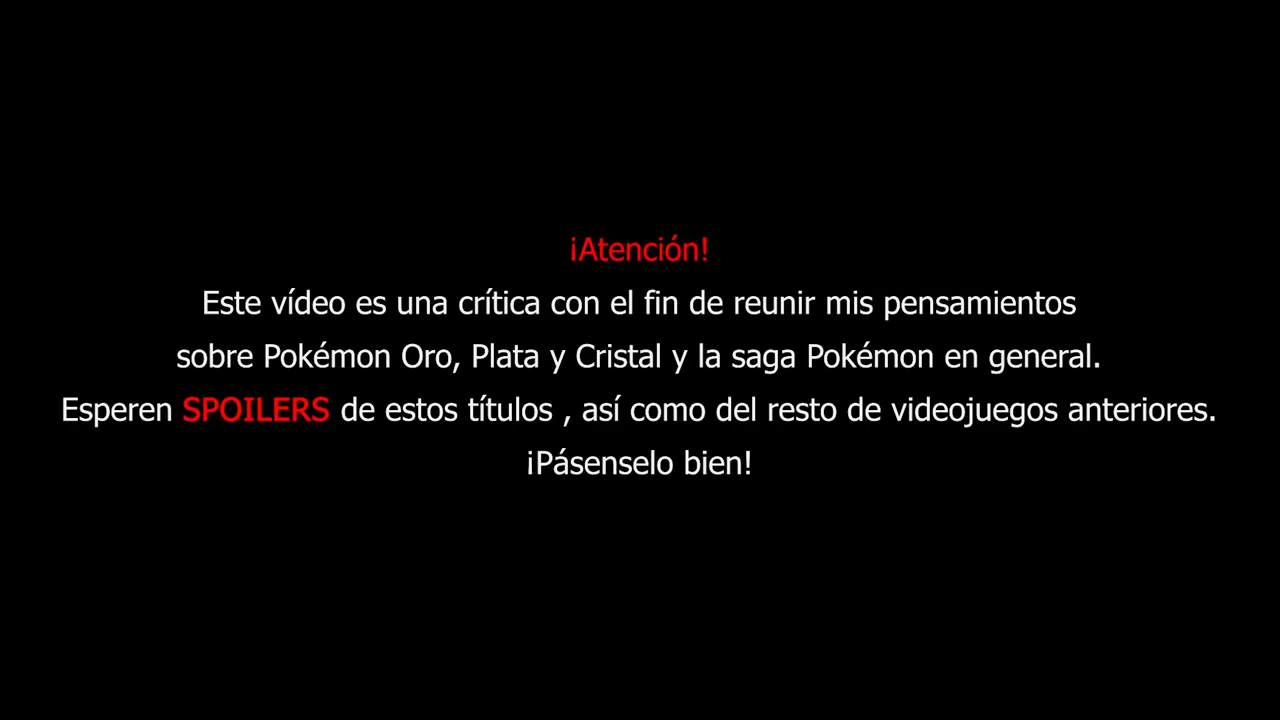 ¡Atención!
Este vídeo es una crítica con el fin de reunir mis pensamientos
sobre Pokémon Oro, Plata y Cristal y la saga Pokémon en general.
Esperen SPOILERS de estos títulos , así como del resto de videojuegos anteriores.
¡Pásenselo bien!